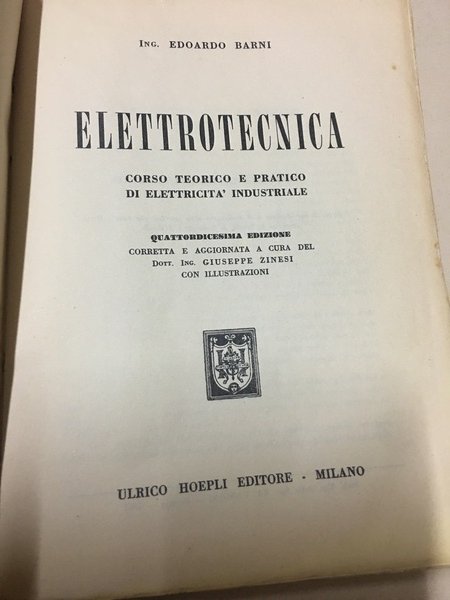 Ing. EDOARDO BARNI
ELETTROTECNICA
CORSO TEORICO E PRATICO
DI ELETTRICITA' INDUSTRIALE
QUATTORDICESIMA EDIZIONE
CORRETTA E AGGIORNATA A CURA DEL
Dott. Ing. GIUSEPPE ZINESI
CON ILLUSTRAZIONI
ULRICO HOEPLI EDITORE - MILANO